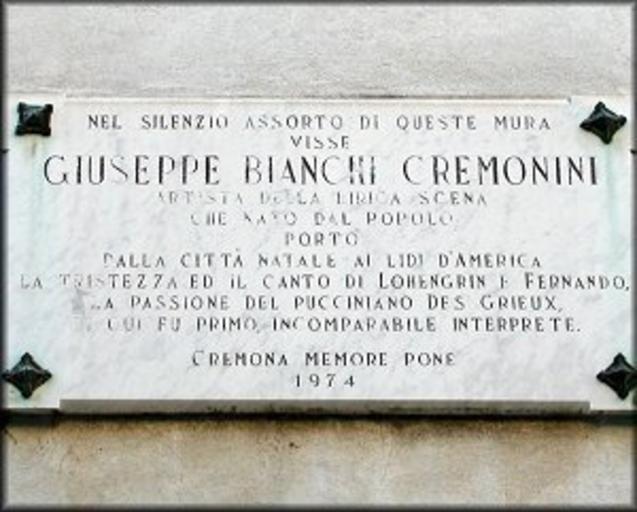 NEL SILENZIO ASSORTO DI QUESTE MURA
VISSE
GIUSEPPE BIANCHI CREMONINI
ARTISTA DELLA LIRICA SCENA
CHE NATO DAL POPOLO
PORTO
DALLA CITTÀ NATALE AI LIDI D'AMERICA
LA TRISTEZZA ED IL CANTO DI LOHENGRIN E FERNANDO,
LA PASSIONE DEL PUCCINIANO DES GRIEUX,
DI CUI FU PRIMO, INCOMPARABILE INTERPRETE.
CREMONA MEMORE PONE
1974